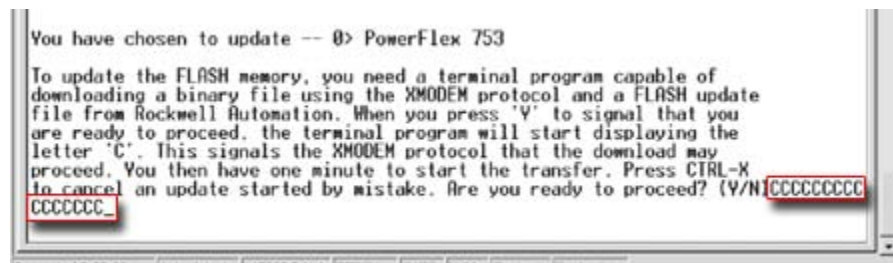 You have chosen to update -- 0> PowerFlex 753
To update the FLASH memory, you need a terminal program capable of
downloading a binary file using the XMODEM protocol and a FLASH update
file from Rockwell Automation. When you press 'Y' to signal that you
are ready to proceed, the terminal program will start displaying the
letter 'C'. This signals the XMODEM protocol that the download may
proceed. You then have one minute to start the transfer. Press CTRL-X
to cancel an update started by mistake. Are you ready to proceed? (Y/N)CCCCCCCCC
CCCCCCC_